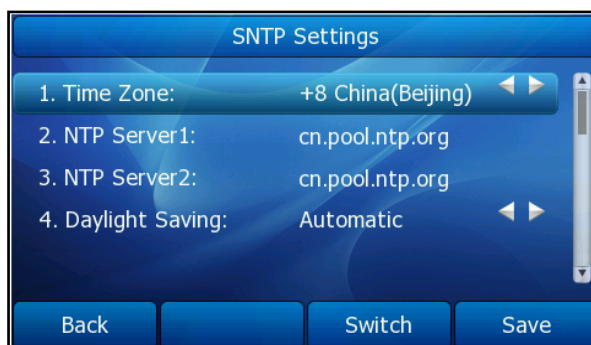 SNTP Settings
1. Time Zone: +8 China(Beijing)
2. NTP Server1: cn.pool.ntp.org
3. NTP Server2: cn.pool.ntp.org
4. Daylight Saving: Automatic
Back Switch Save